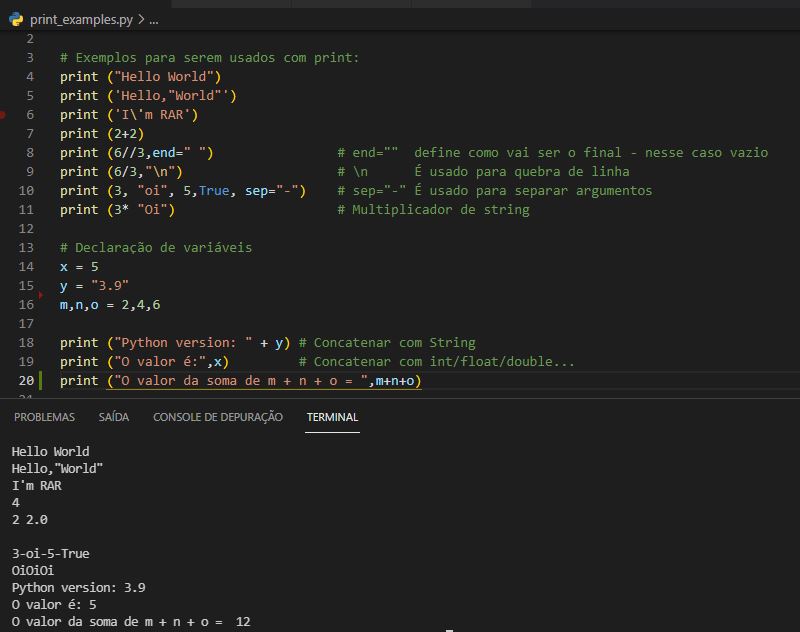 print_examples.py > ...
2
3 # Exemplos para serem usados com print:
4 print ("Hello World")
5 print ('Hello,"World"')
6 print ('I\'m RAR')
7 print (2+2)
8 print (6//3,end=" ") # end="" define como vai ser o final - nesse caso vazio
9 print (6/3,"\n") # \n É usado para quebra de linha
10 print (3, "oi", 5,True, sep="-") # sep="-" É usado para separar argumentos
11 print (3* "Oi") # Multiplicador de string
12
13 # Declaração de variáveis
14 x = 5
15 y = "3.9"
16 m,n,o = 2,4,6
17
18 print ("Python version: " + y) # Concatenar com String
19 print ("O valor é:",x) # Concatenar com int/float/double...
20 print ("O valor da soma de m + n + o = ",m+n+o)
PROBLEMAS SAÍDA CONSOLE DE DEPURAÇÃO TERMINAL
Hello World
Hello,"World"
I'm RAR
4
2 2.0
3-oi-5-True
OiOiOi
Python version: 3.9
O valor é: 5
O valor da soma de m + n + o =  12